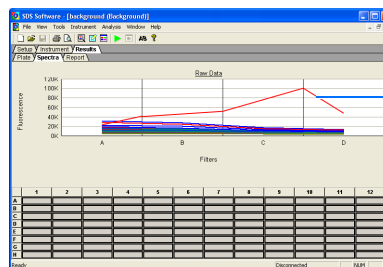 SDS Software - [background (Background)]
File View Tools Instrument Analysis Window Help
Setup Instrument Results
Plate Spectra Report
Raw Data
120K
100K
80K
60K
40K
20K
0K
Fluorescence
A B C D
Filters
1 2 3 4 5 6 7 8 9 10 11 12
A
B
C
D
E
F
G
H
Ready Disconnected NUM